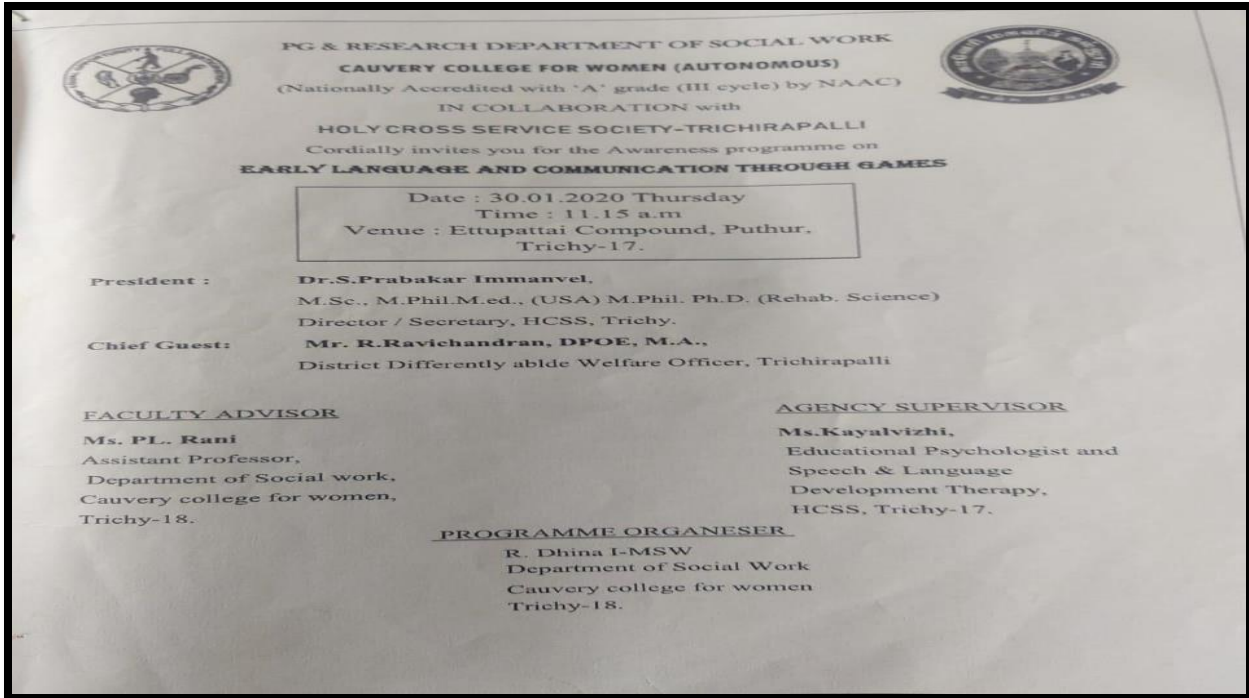 PG & RESEARCH DEPARTMENT OF SOCIAL WORK
CAUVERY COLLEGE FOR WOMEN (AUTONOMOUS)
(Nationally Accredited with 'A' grade (III cycle) by NAAC)
IN COLLABORATION with
HOLY CROSS SERVICE SOCIETY-TRICHIRAPALLI
Cordially invites you for the Awareness programme on
EARLY LANGUAGE AND COMMUNICATION THROUGH GAMES
Date : 30.01.2020 Thursday
Time : 11.15 a.m
Venue : Ettupattai Compound, Puthur,
Trichy-17.
President : Dr.S.Prabakar Immanvel,
M.Sc., M.Phil.M.ed., (USA) M.Phil. Ph.D. (Rehab. Science)
Director / Secretary, HCSS, Trichy.
Chief Guest: Mr. R.Ravichandran, DPOE, M.A.,
District Differently ablde Welfare Officer, Trichirapalli
FACULTY ADVISOR
Ms. PL. Rani
Assistant Professor,
Department of Social work,
Cauvery college for women,
Trichy-18.
AGENCY SUPERVISOR
Ms.Kayalvizhi,
Educational Psychologist and
Speech & Language
Development Therapy,
HCSS, Trichy-17.
PROGRAMME ORGANESER
R. Dhina I-MSW
Department of Social Work
Cauvery college for women
Trichy-18.